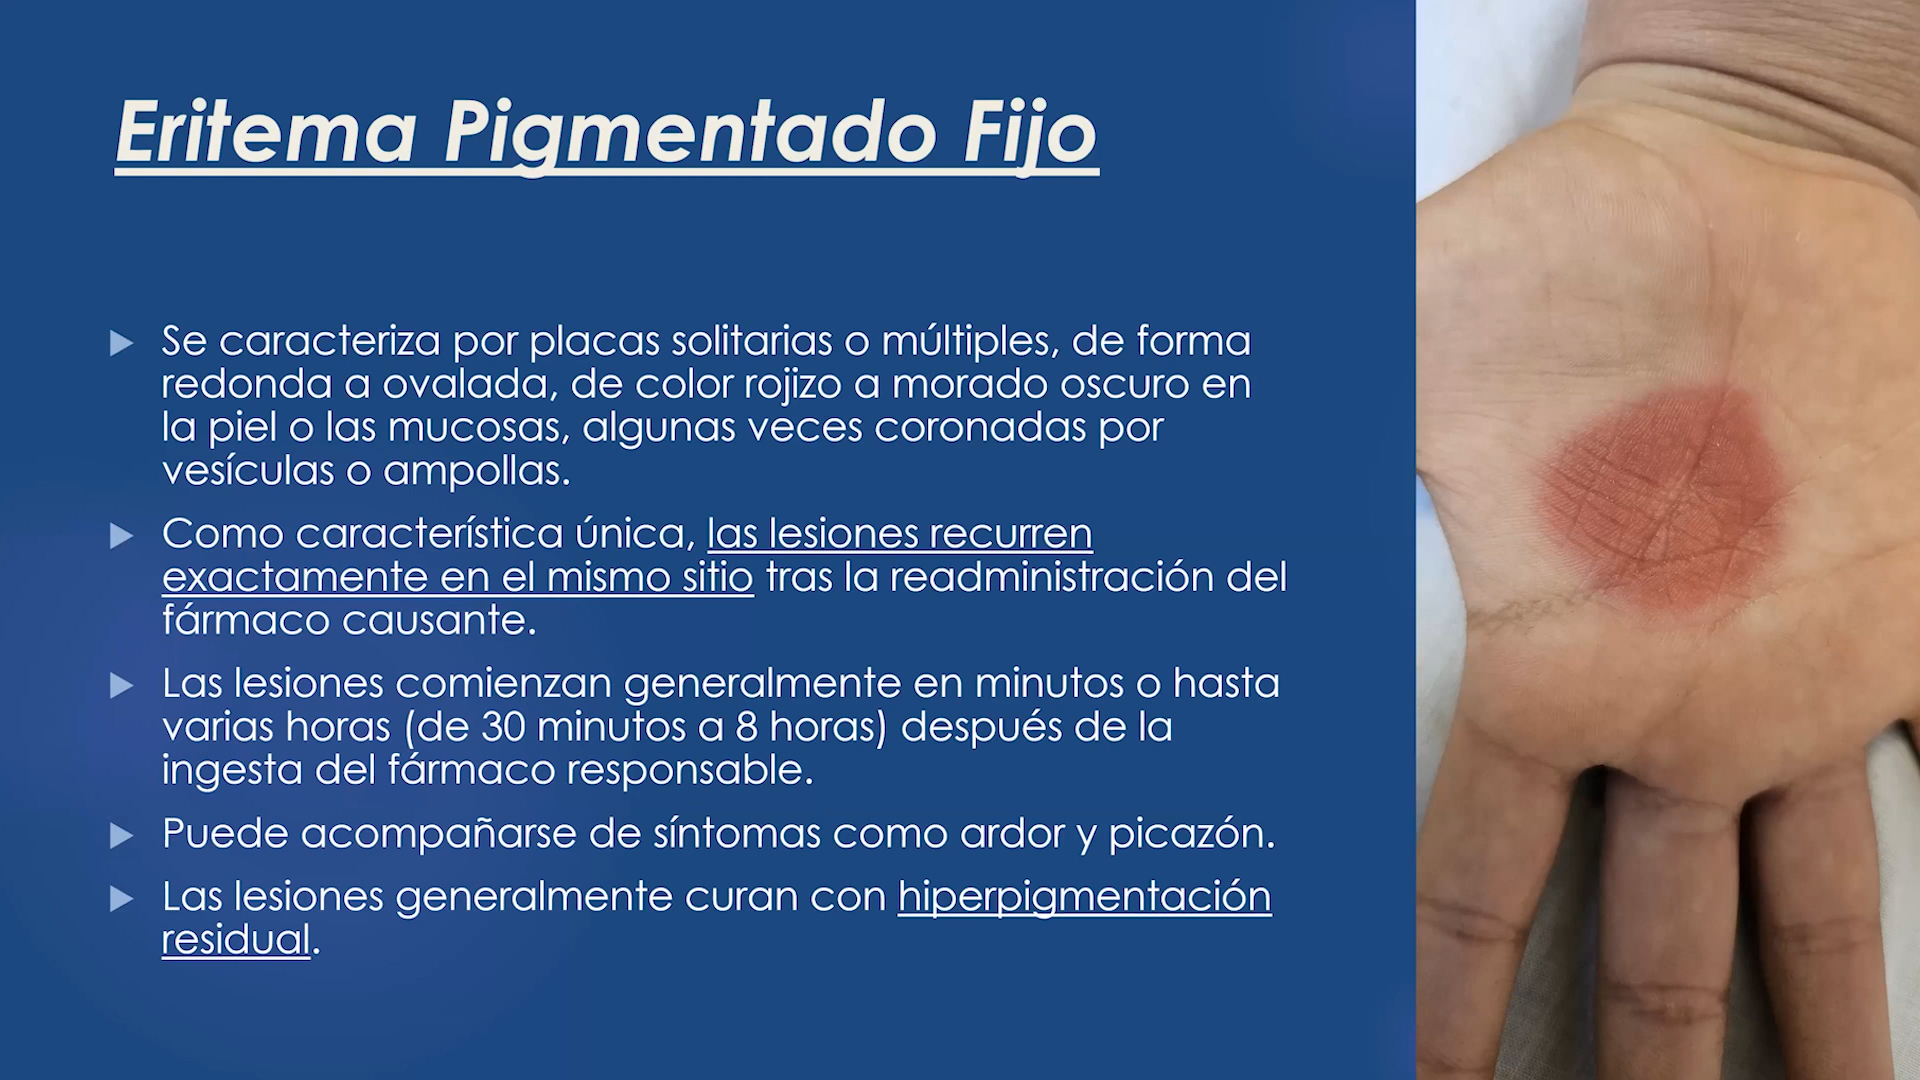 Eritema Pigmentado Fijo
Se caracteriza por placas solitarias o múltiples, de forma
redonda a ovalada, de color rojizo a morado oscuro en
la piel o las mucosas, algunas veces coronadas por
vesículas o ampollas.
Como característica única, las lesiones recurren
exactamente en el mismo sitio tras la readministración del
fármaco causante.
Las lesiones comienzan generalmente en minutos o hasta
varias horas (de 30 minutos a 8 horas) después de la
ingesta del fármaco responsable.
Puede acompañarse de síntomas como ardor y picazón.
Las lesiones generalmente curan con hiperpigmentación
residual.